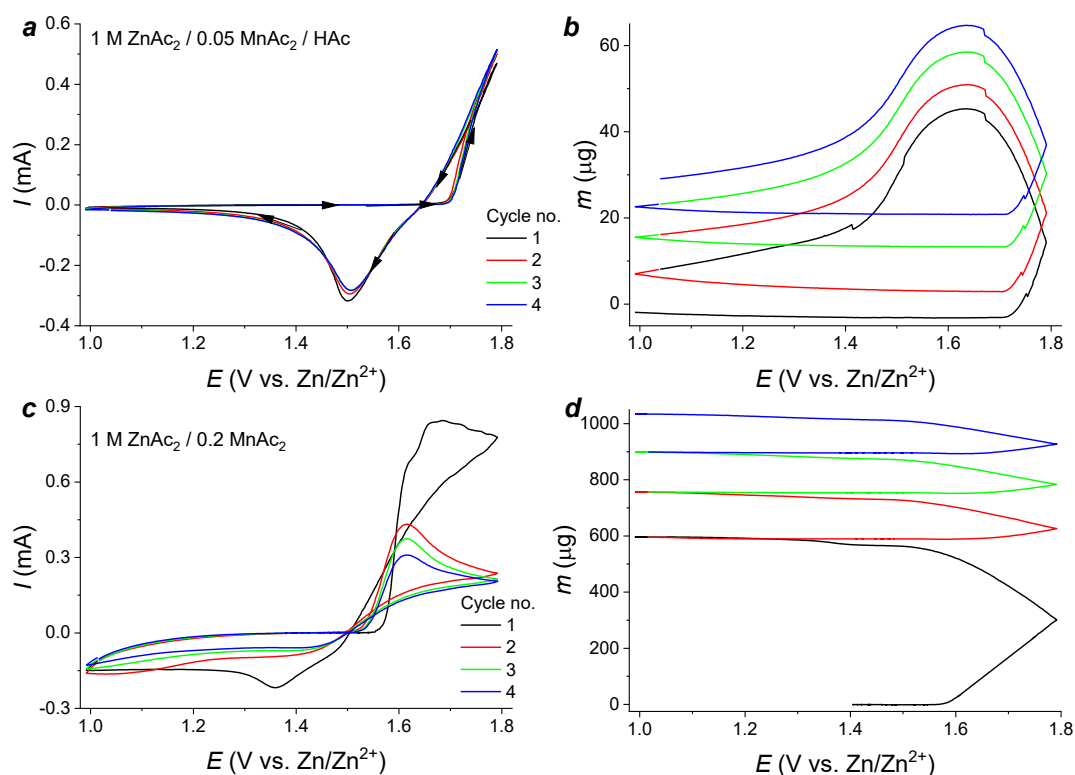 a
1 M ZnAc₂ / 0.05 MnAc₂ / HAc
I (mA)
0.6
0.4
0.2
0.0
-0.2
-0.4
1.0 1.2 1.4 1.6 1.8
E (V vs. Zn/Zn²⁺)
Cycle no.
1
2
3
4
b
m (µg)
60
40
20
0
1.0 1.2 1.4 1.6 1.8
E (V vs. Zn/Zn²⁺)
c
1 M ZnAc₂ / 0.2 MnAc₂
I (mA)
0.9
0.6
0.3
0.0
-0.3
1.0 1.2 1.4 1.6 1.8
E (V vs. Zn/Zn²⁺)
Cycle no.
1
2
3
4
d
m (µg)
1000
800
600
400
200
0
1.0 1.2 1.4 1.6 1.8
E (V vs. Zn/Zn²⁺)